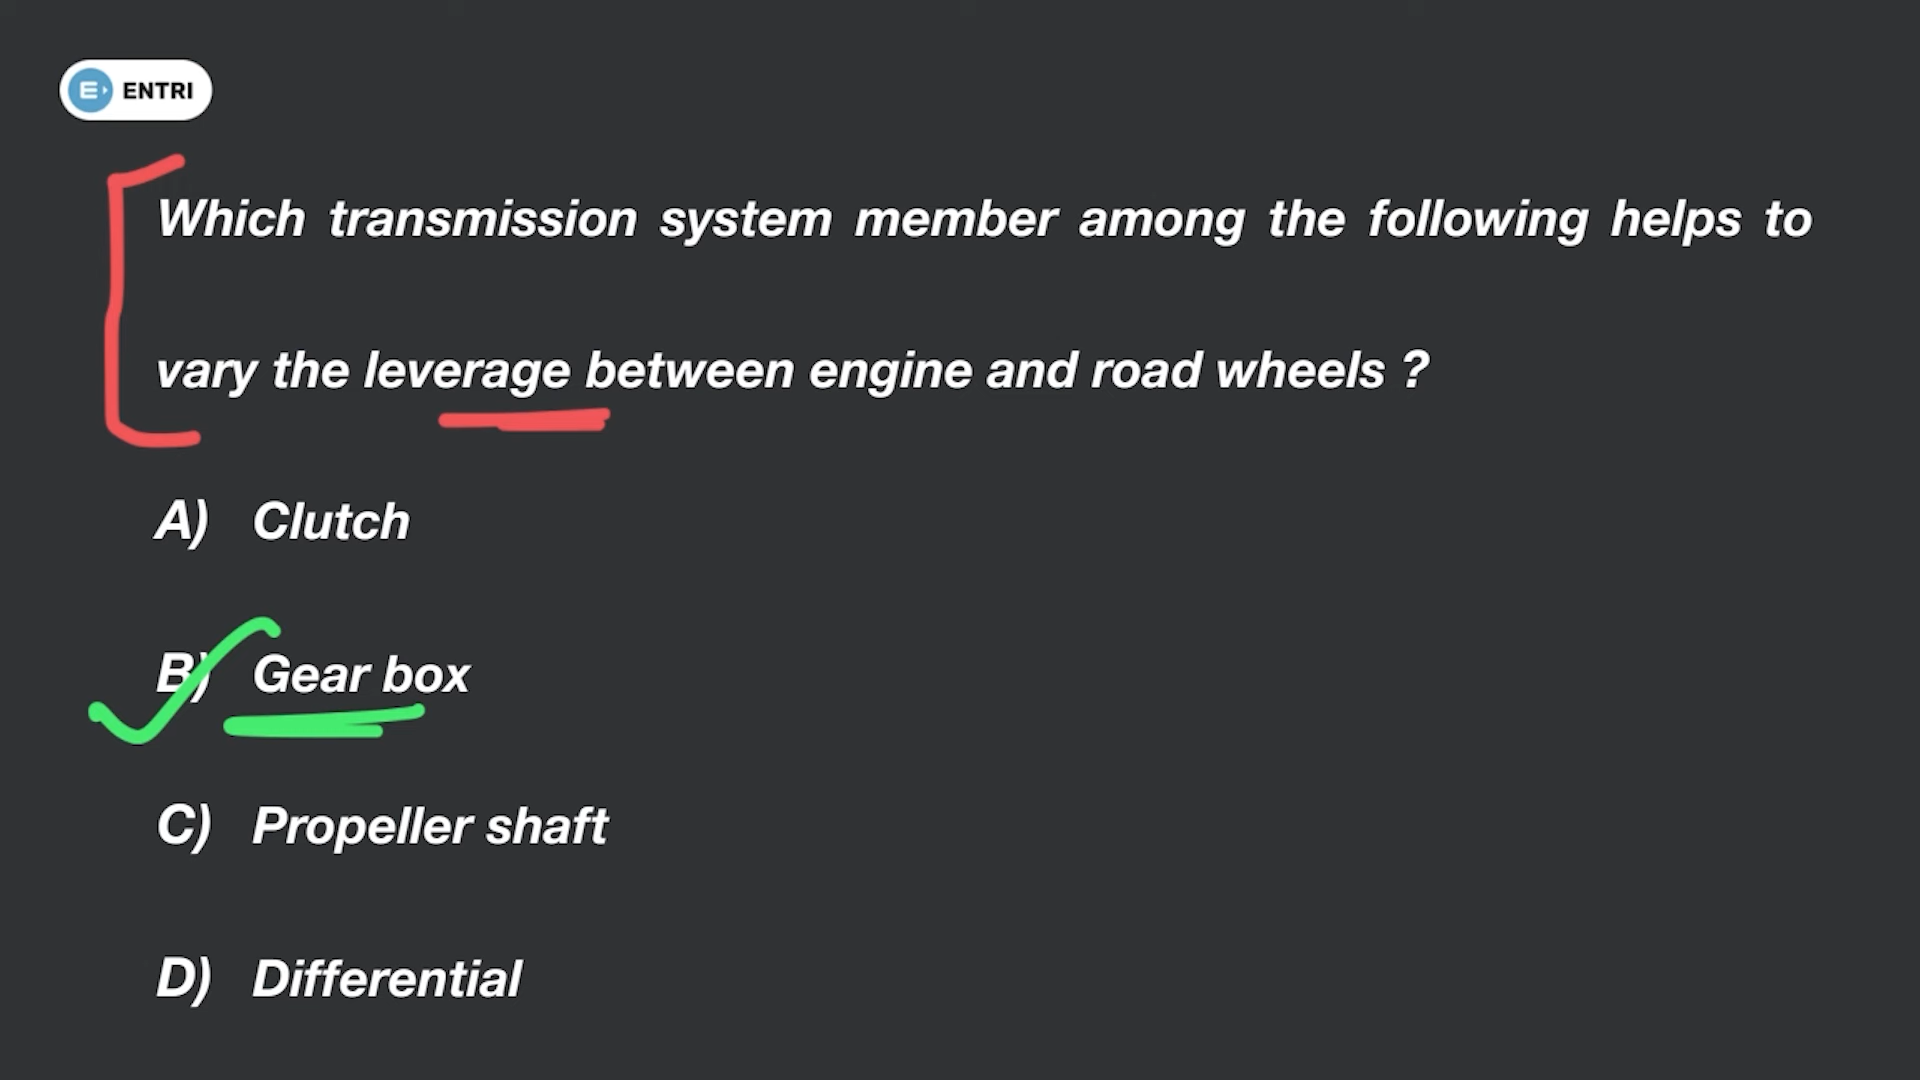 ENTRI
Which transmission system member among the following helps to
vary the leverage between engine and road wheels ?
A) Clutch
B) Gear box
C) Propeller shaft
D) Differential